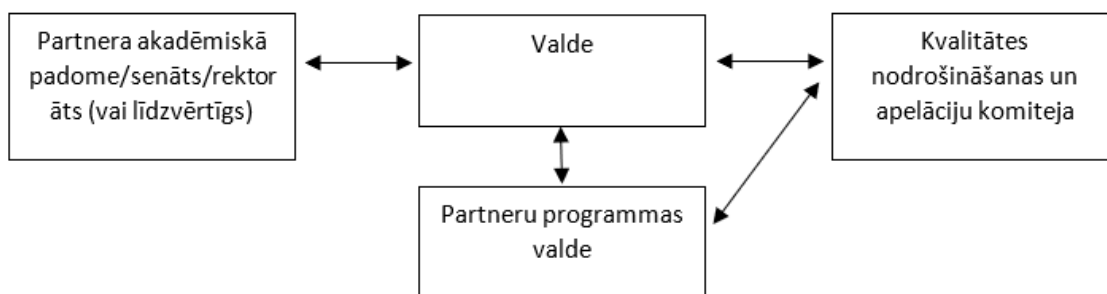 Partnera akadēmiskā
padome/senāts/rektor
āts (vai līdzvērtīgs)
Valde
Kvalitātes
nodrošināšanas un
apelāciju komiteja
Partneru programmas
valde